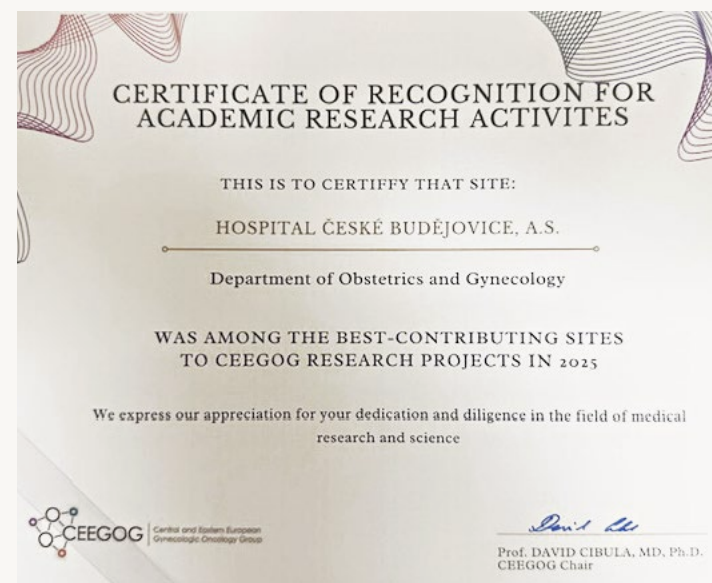 CERTIFICATE OF RECOGNITION FOR
ACADEMIC RESEARCH ACTIVITES
THIS IS TO CERTIFFY THAT SITE:
HOSPITAL ČESKÉ BUDĚJOVICE, A.S.
Department of Obstetrics and Gynecology
WAS AMONG THE BEST-CONTRIBUTING SITES
TO CEEGOG RESEARCH PROJECTS IN 2025
We express our appreciation for your dedication and diligence in the field of medical
research and science
CEEGOG
Central and Eastern European
Gynecologic Oncology Group
Prof. DAVID CIBULA, MD, Ph.D.
CEEGOG Chair